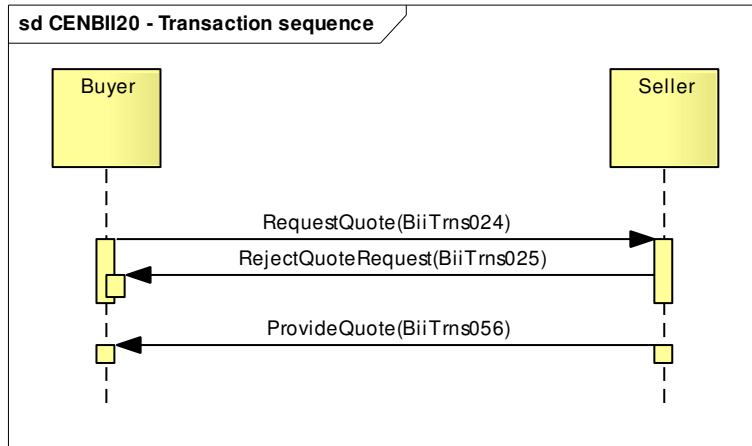 sd CENBII20 - Transaction sequence
Buyer
Seller
RequestQuote(BiiTrns024)
RejectQuoteRequest(BiiTrns025)
ProvideQuote(BiiTrns056)